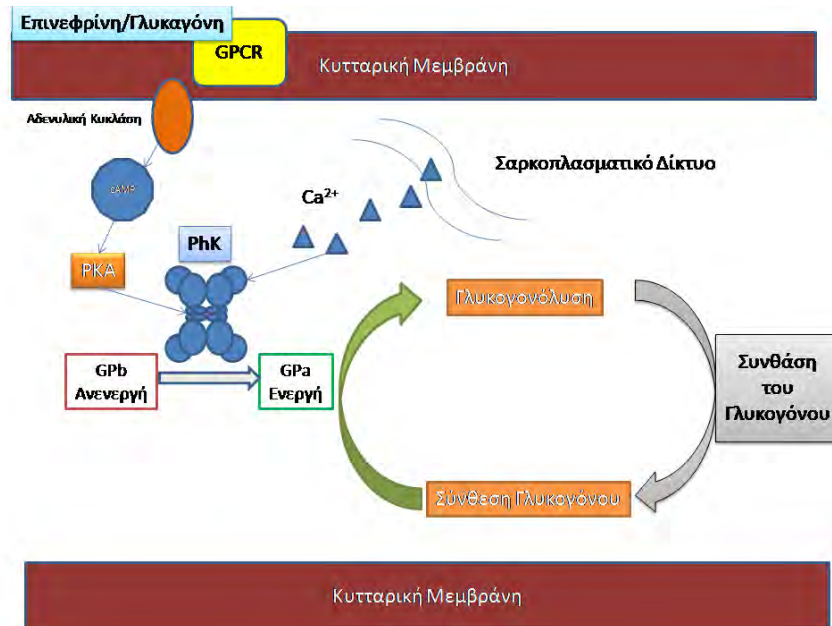 Επινεφρίνη/Γλυκαγόνη
GPCR
Κυτταρική Μεμβράνη
Αδενυλική Κυκλάση
Σαρκοπλασματικό Δίκτυο
cAMP
Ca²⁺
PhK
PKA
Γλυκογονόλυση
GPb
Ανενεργή
GPa
Ενεργή
Συνθάση
του
Γλυκογόνου
Σύνθεση Γλυκογόνου
Κυτταρική Μεμβράνη